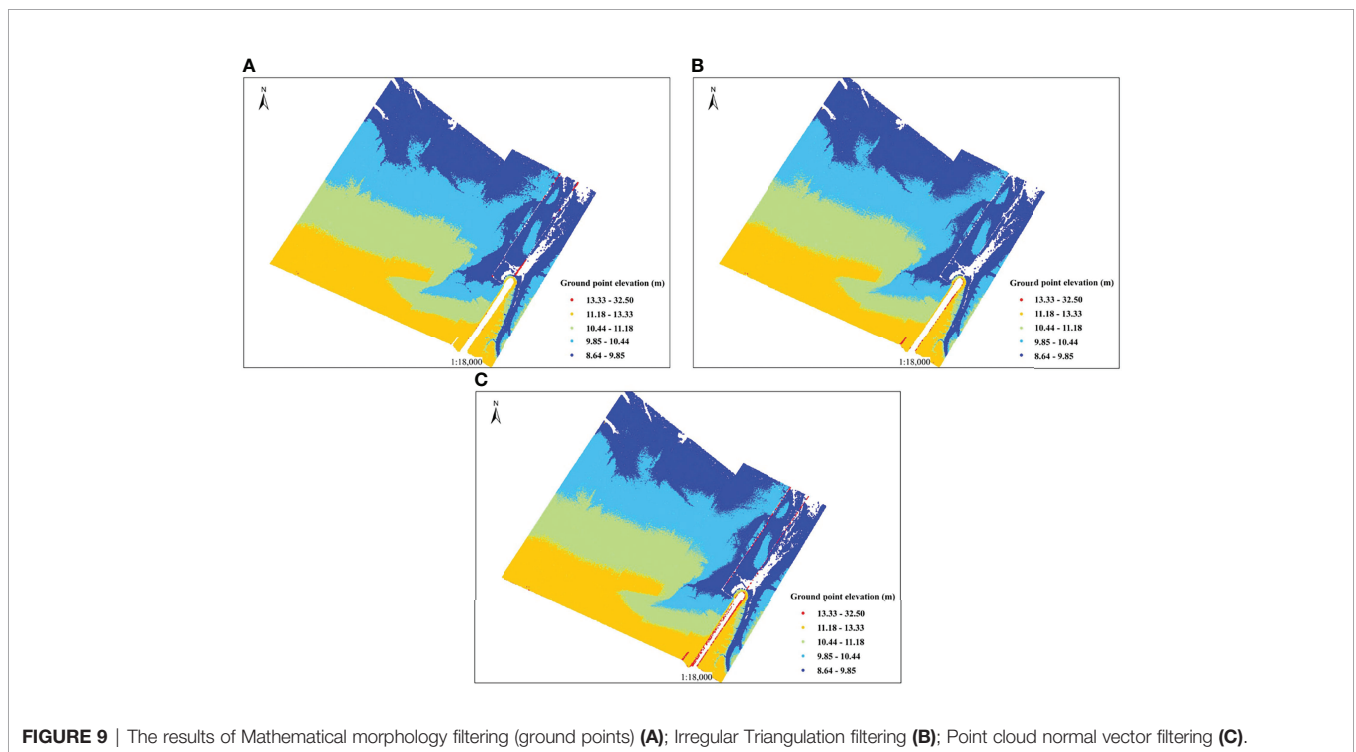 A
N
Ground point elevation (m)
13.33 - 32.50
11.18 - 13.33
10.44 - 11.18
9.85 - 10.44
8.64 - 9.85
1:18,000
B
N
Ground point elevation (m)
13.33 - 32.50
11.18 - 13.33
10.44 - 11.18
9.85 - 10.44
8.64 - 9.85
1:18,000
C
N
Ground point elevation (m)
13.33 - 32.50
11.18 - 13.33
10.44 - 11.18
9.85 - 10.44
8.64 - 9.85
1:18,000
FIGURE 9 | The results of Mathematical morphology filtering (ground points) (A); Irregular Triangulation filtering (B); Point cloud normal vector filtering (C).